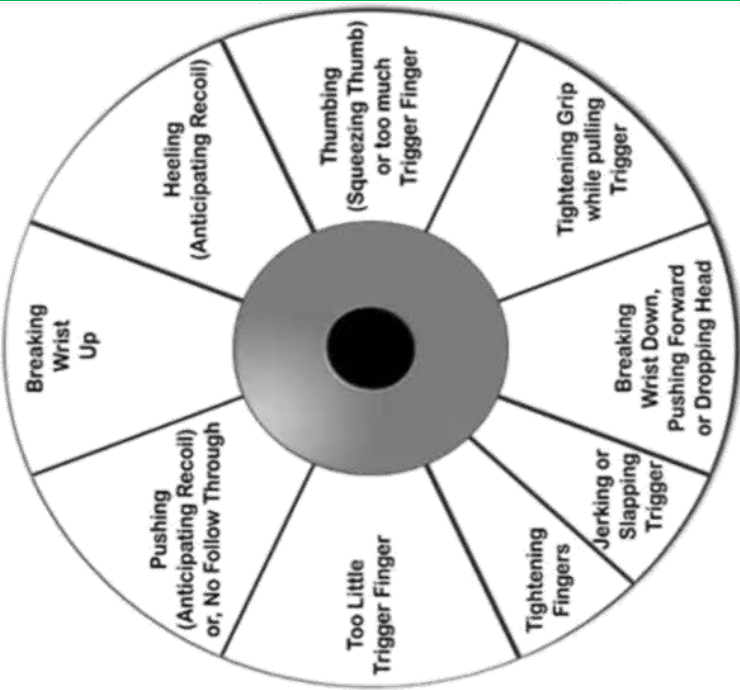 Breaking
Wrist
Up
Pushing
(Anticipating Recoil)
or, No Follow Through
Heeling
(Anticipating Recoil)
Too Little
Trigger Finger
Thumbing
(Squeezing Thumb)
or too much
Trigger Finger
Tightening
Fingers
Jerking or
Slapping
Trigger
Tightening Grip
while pulling
Trigger
Breaking
Wrist Down,
Pushing Forward
or Dropping Head